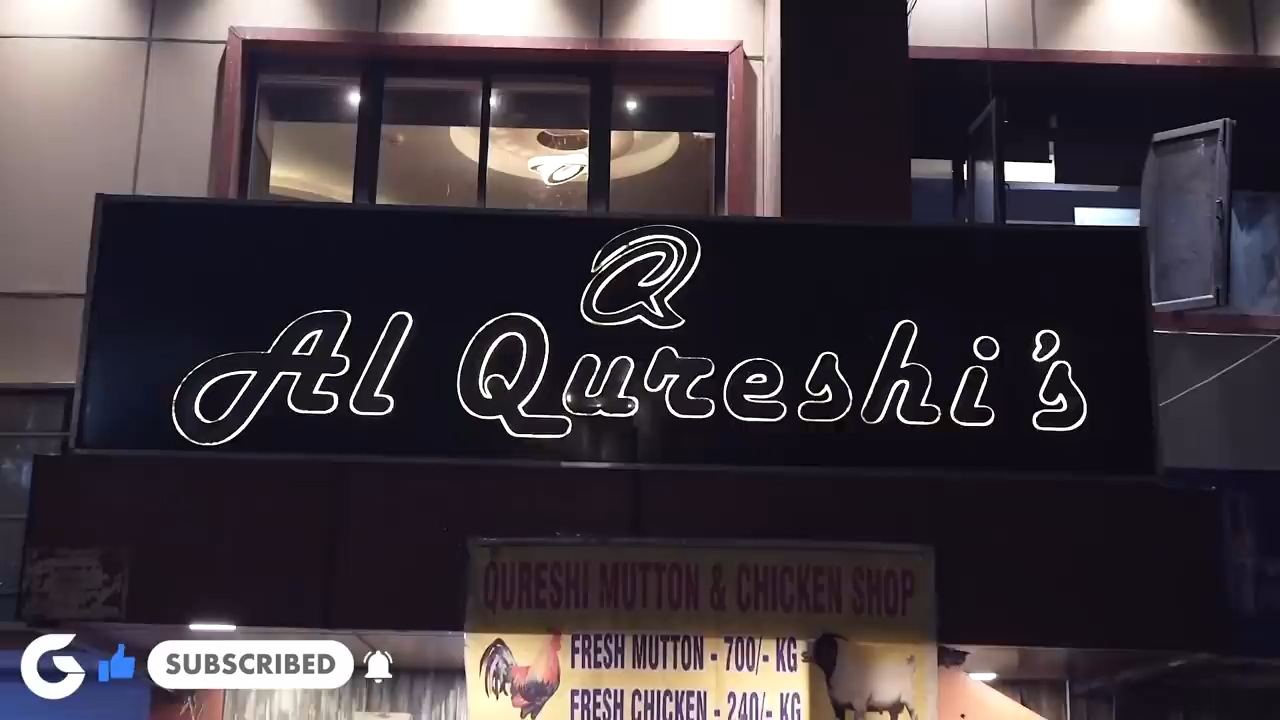 Q
Al Qureshi's
QURESHI MUTTON & CHICKEN SHOP
FRESH MUTTON - 700/- KG
FRESH CHICKEN - 240/- KG
G SUBSCRIBED